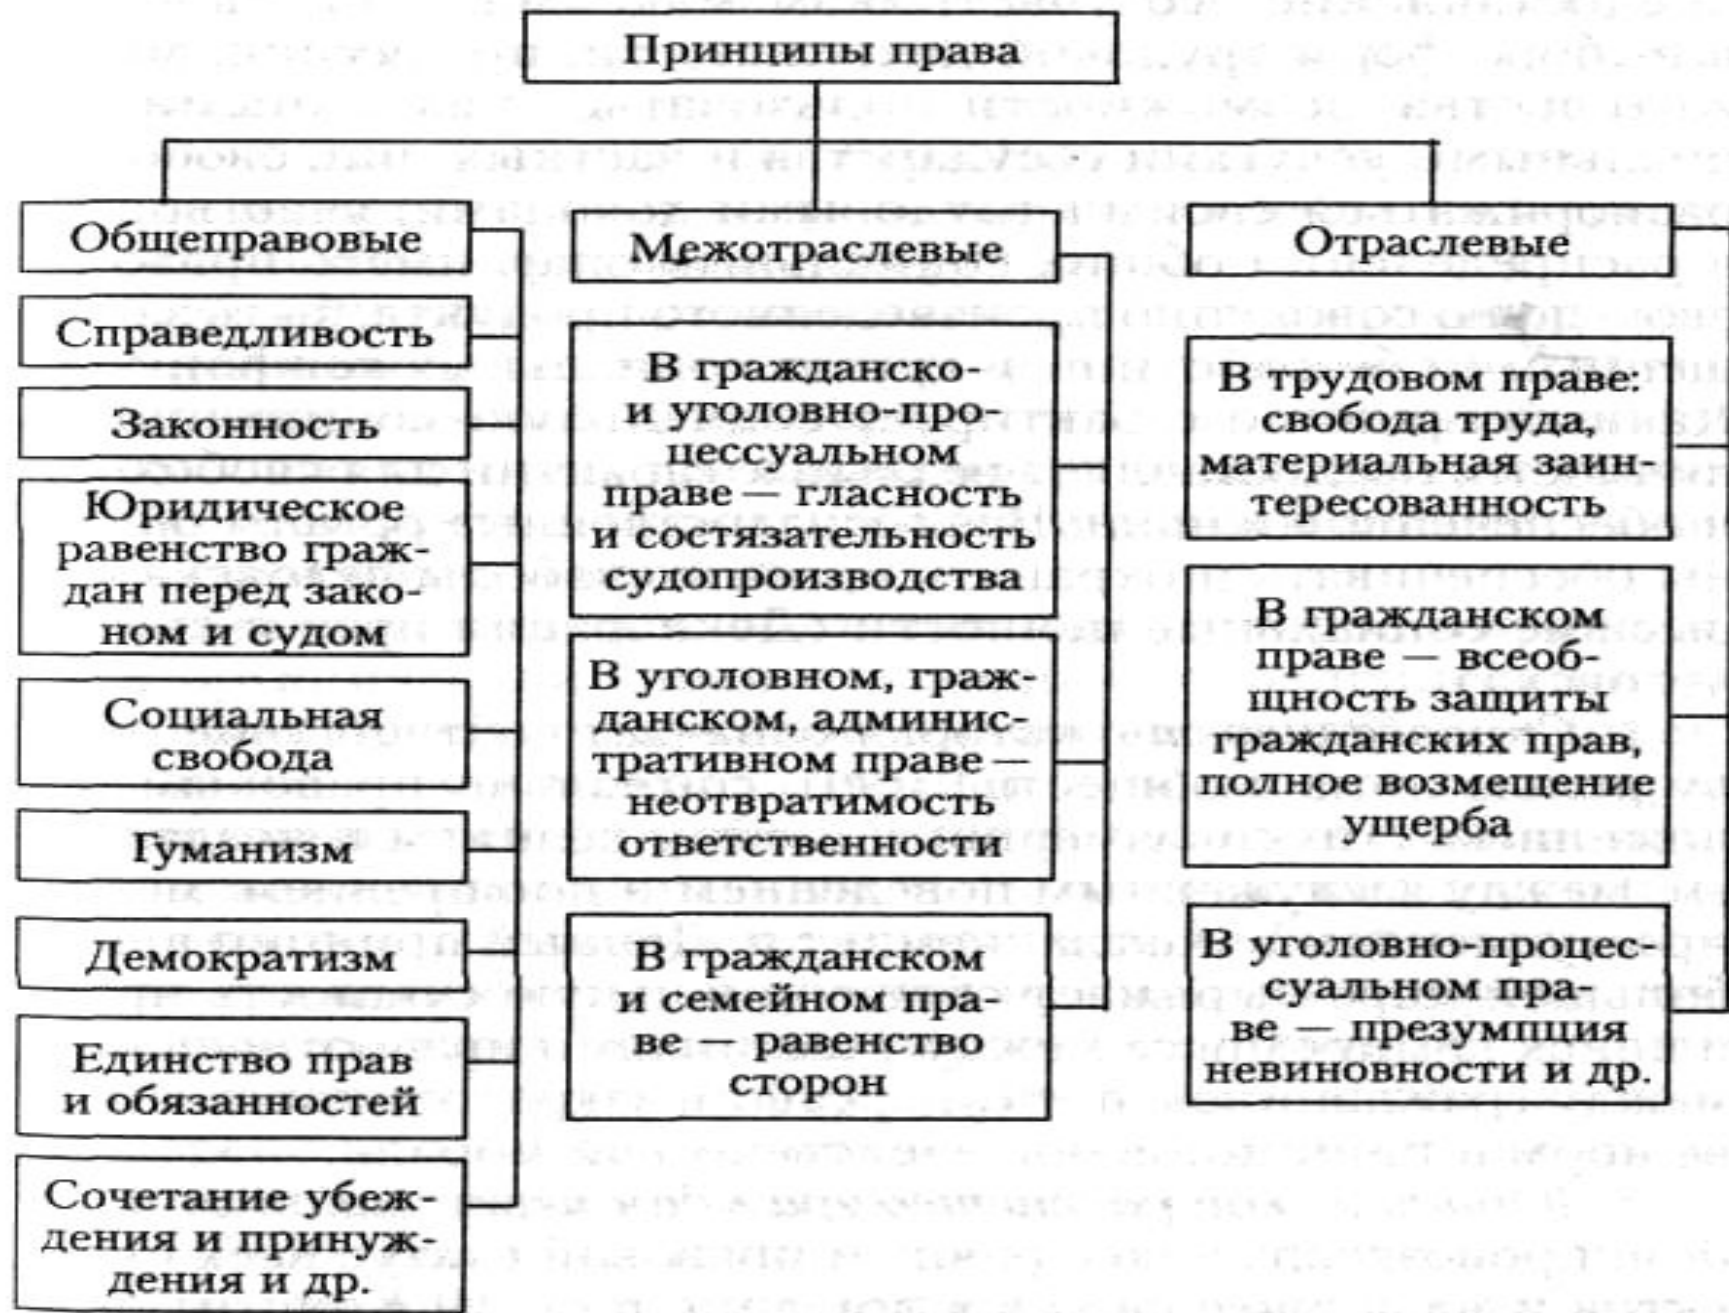 Принципы права
Общеправовые
Справедливость
Законность
Юридическое
равенство граж-
дан перед зако-
ном и судом
Социальная
свобода
Гуманизм
Демократизм
Единство прав
и обязанностей
Сочетание убеж-
дения и принуж-
дения и др.
Межотраслевые
В гражданско-
и уголовно-про-
цессуальном
праве — гласность
и состязательность
судопроизводства
В уголовном, граж-
данском, админис-
тративном праве —
неотвратимость
ответственности
В гражданском
и семейном пра-
ве — равенство
сторон
Отраслевые
В трудовом праве:
свобода труда,
материальная заин-
тересованность
В гражданском
праве — всеоб-
щность защиты
гражданских прав,
полное возмещение
ущерба
В уголовно-процес-
суальном пра-
ве — презумпция
невиновности и др.